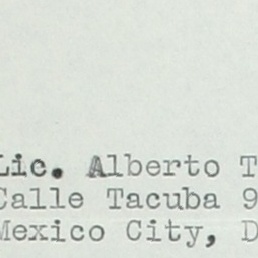 Lic. Alberto T
Calle Tacuba 9
Mexico City, D